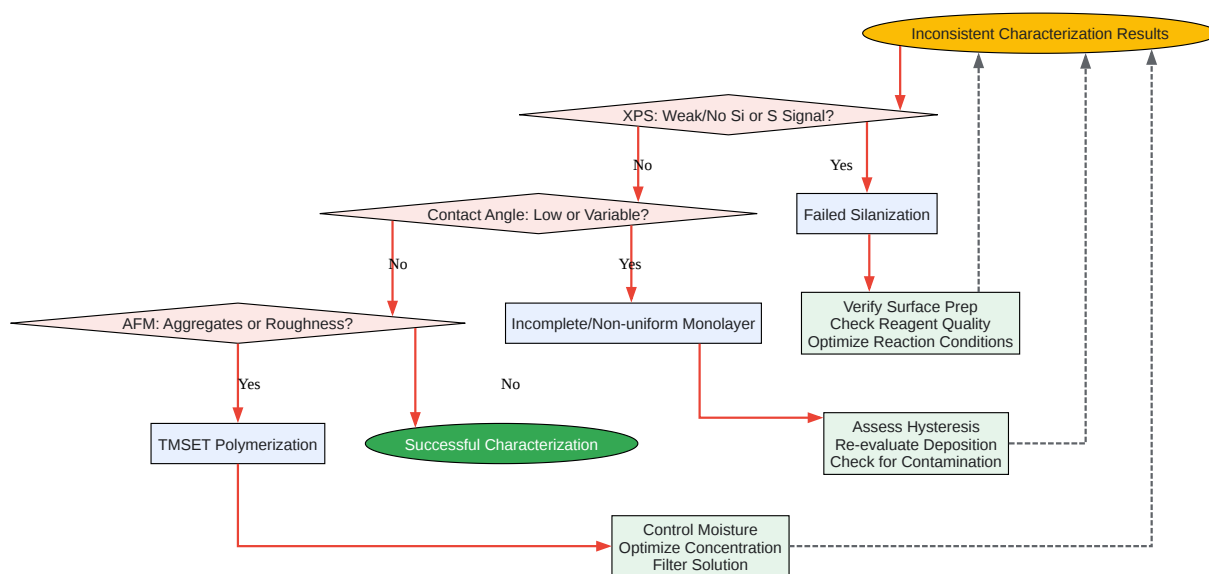 Inconsistent Characterization Results
XPS: Weak/No Si or S Signal?
No
Yes
Contact Angle: Low or Variable?
Failed Silanization
No
Yes
Verify Surface Prep
Check Reagent Quality
Optimize Reaction Conditions
AFM: Aggregates or Roughness?
Incomplete/Non-uniform Monolayer
Yes
No
TMSET Polymerization
Successful Characterization
Assess Hysteresis
Re-evaluate Deposition
Check for Contamination
Control Moisture
Optimize Concentration
Filter Solution